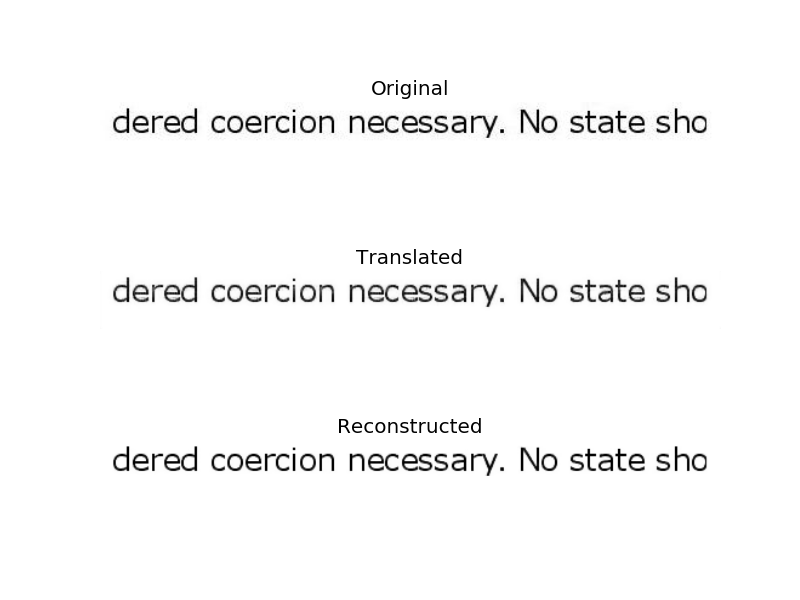 Original
dered coercion necessary. No state sho
Translated
dered coercion necessary. No state sho
Reconstructed
dered coercion necessary. No state sho